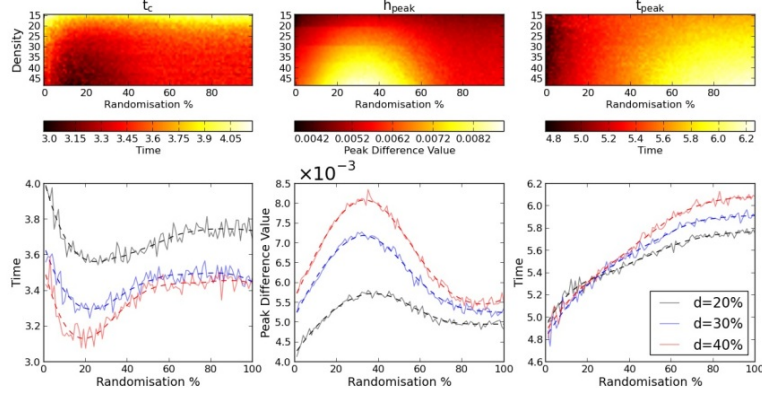 t_c
h_peak
t_peak
Density
15
20
25
30
35
40
45
0 20 40 60 80
Randomisation %
15
20
25
30
35
40
45
0 20 40 60 80
Randomisation %
15
20
25
30
35
40
45
0 20 40 60 80
Randomisation %
3.0 3.15 3.45 3.6 3.75 3.9 4.05
Time
0.0042 0.0052 0.0062 0.0072 0.0082
Peak Difference Value
4.8 5.0 5.2 5.4 5.6 5.8 6.0 6.2
Time
4.0
3.8
3.6
3.4
3.2
3.0
Time
0 20 40 60 80 100
Randomisation %
×10⁻³
8.5
8.0
7.5
7.0
6.5
6.0
5.5
5.0
4.5
4.0
Peak Difference Value
0 20 40 60 80 100
Randomisation %
6.2
6.0
5.8
5.6
5.4
5.2
5.0
4.8
4.6
Time
d=20%
d=30%
d=40%
0 20 40 60 80 100
Randomisation %